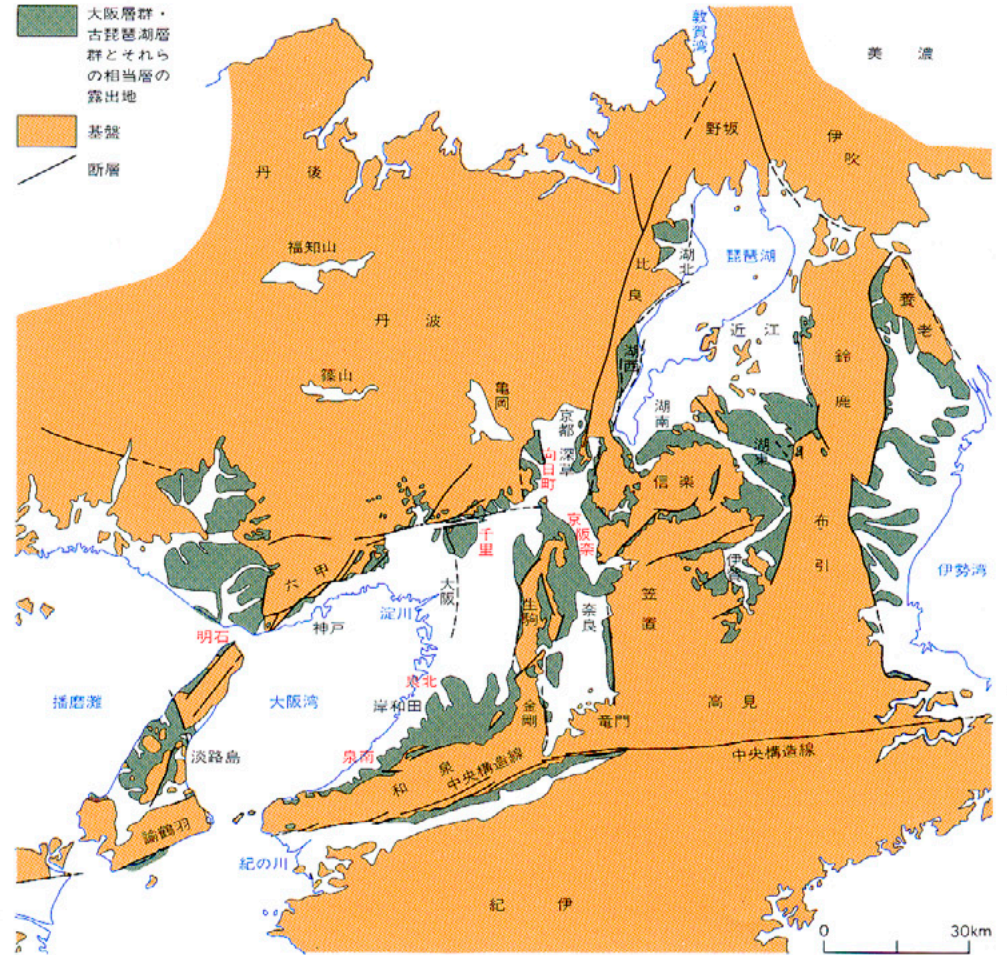 大阪層群・
古琵琶湖層
群とそれら
の相当層の
露出地
基盤
断層
敦賀湾
美濃
野坂
伊吹
丹後
福知山
比良
湖北
琵琶湖
養老
丹波
近江
湖西
鈴鹿
篠山
亀岡
湖南
京都
深草
向日町
湖東
信楽
京阪奈
布引
千里
伊賀
伊勢湾
六甲
大阪
生駒
笠置
淀川
奈良
神戸
明石
泉北
播磨灘
大阪湾
岸和田
金剛
竜門
高見
泉南
淡路島
和泉
中央構造線
中央構造線
諭鶴羽
紀の川
紀伊
0 30km